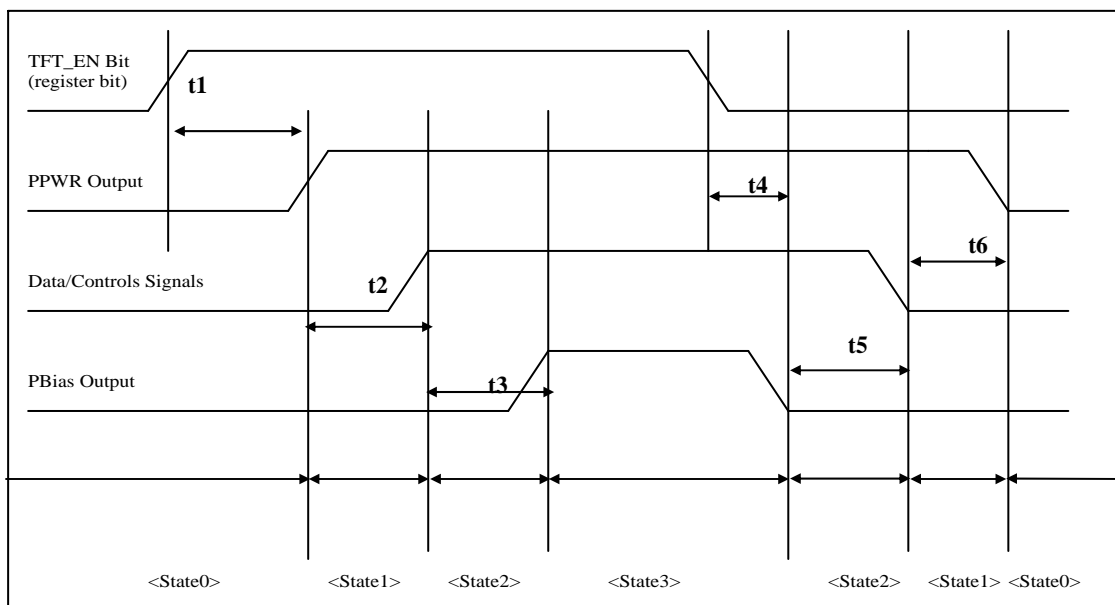 TFT_EN Bit
(register bit)
t1
PPWR Output
t4
t6
Data/Controls Signals
t2
t5
PBias Output
t3
<State0>
<State1>
<State2>
<State3>
<State2>
<State1>
<State0>